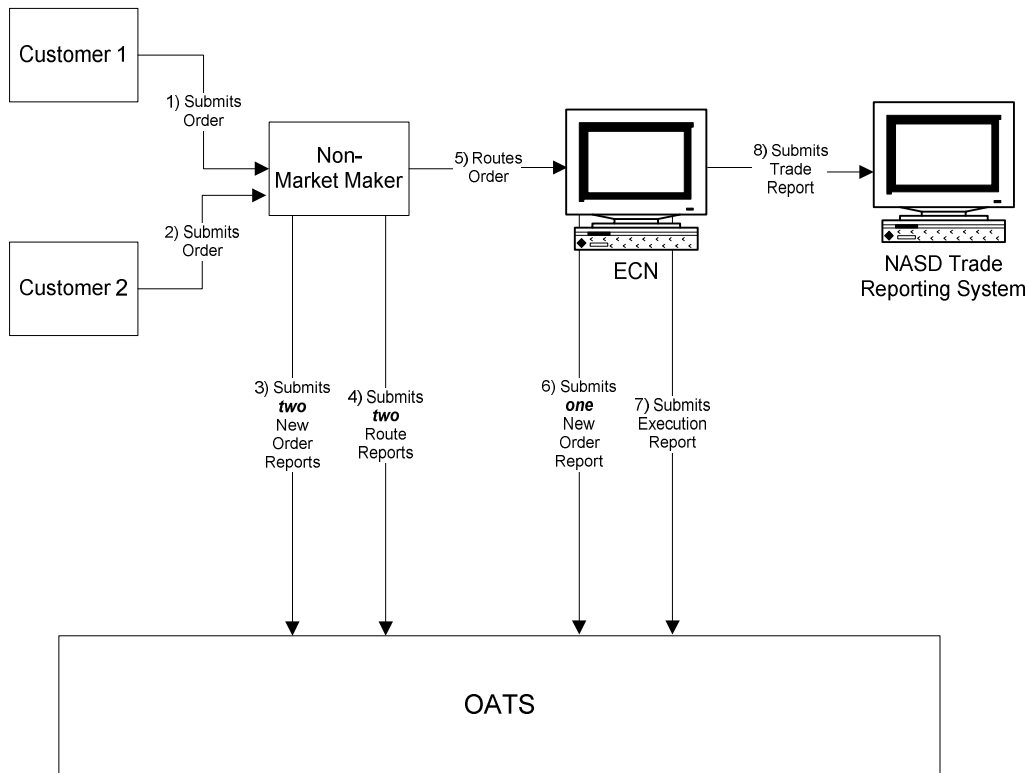 Customer 1
1) Submits
Order
Non-
Market Maker
5) Routes
Order
8) Submits
Trade
Report
2) Submits
Order
Customer 2
ECN
NASD Trade
Reporting System
3) Submits
two
New
Order
Reports
4) Submits
two
Route
Reports
6) Submits
one
New
Order
Report
7) Submits
Execution
Report
OATS